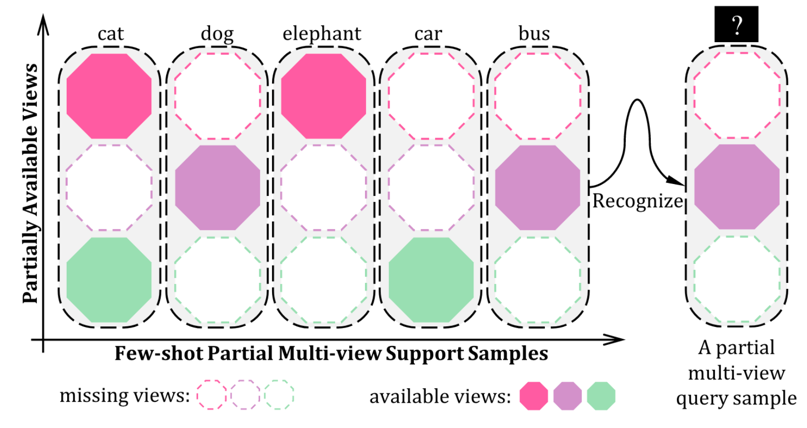 ?
cat dog elephant car bus
Partially Available Views
Recognize
Few-shot Partial Multi-view Support Samples
A partial
multi-view
query sample
missing views:
available views: